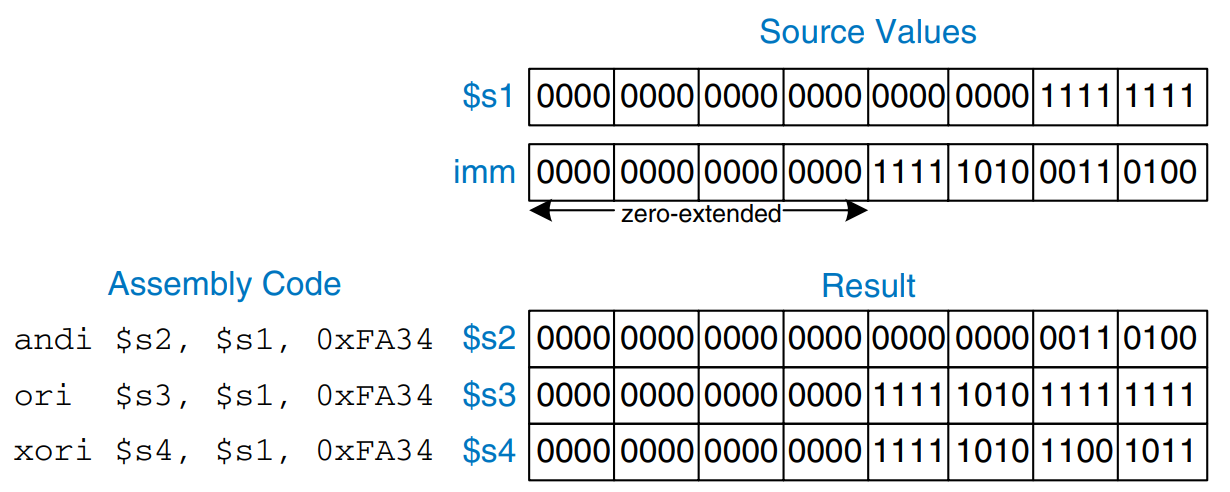 Source Values
$s1 0000 0000 0000 0000 0000 0000 1111 1111
imm 0000 0000 0000 0000 1111 1010 0011 0100
zero-extended
Assembly Code Result
andi $s2, $s1, 0xFA34 $s2 0000 0000 0000 0000 0000 0000 0011 0100
ori $s3, $s1, 0xFA34 $s3 0000 0000 0000 0000 1111 1010 1111 1111
xori $s4, $s1, 0xFA34 $s4 0000 0000 0000 0000 1111 1010 1100 1011